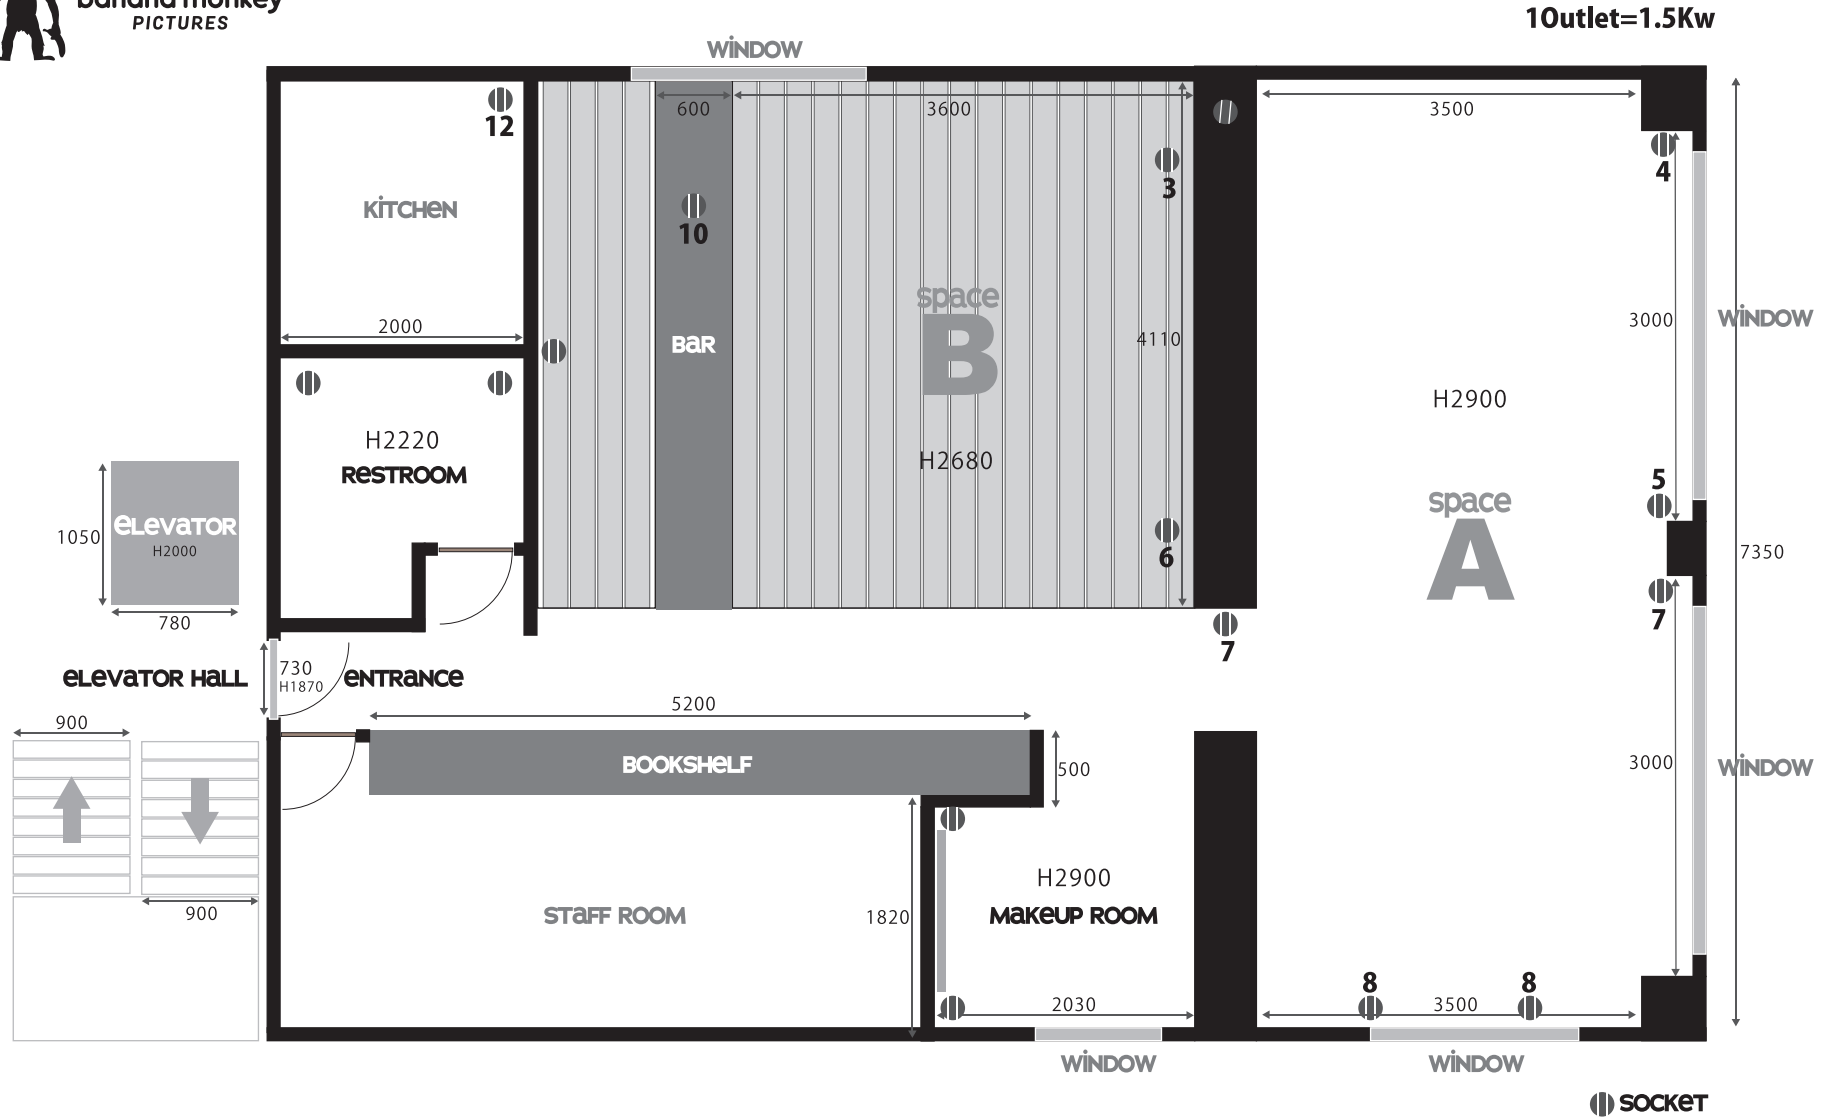 banana monkey
PICTURES
1Outlet=1.5Kw
WINDOW
600
3600
3500
12
3
4
KITCHEN
10
2000
BAR
space
B
4110
3000
WINDOW
H2900
H2220
RESTROOM
H2680
5
space
A
ELEVATOR
H2000
1050
780
6
7350
7
7
ELEVATOR HALL
730
H1870
ENTRANCE
5200
900
BOOKSHELF
500
3000
WINDOW
900
STAFF ROOM
1820
H2900
MAKEUP ROOM
2030
8
8
3500
WINDOW
WINDOW
SOCKET